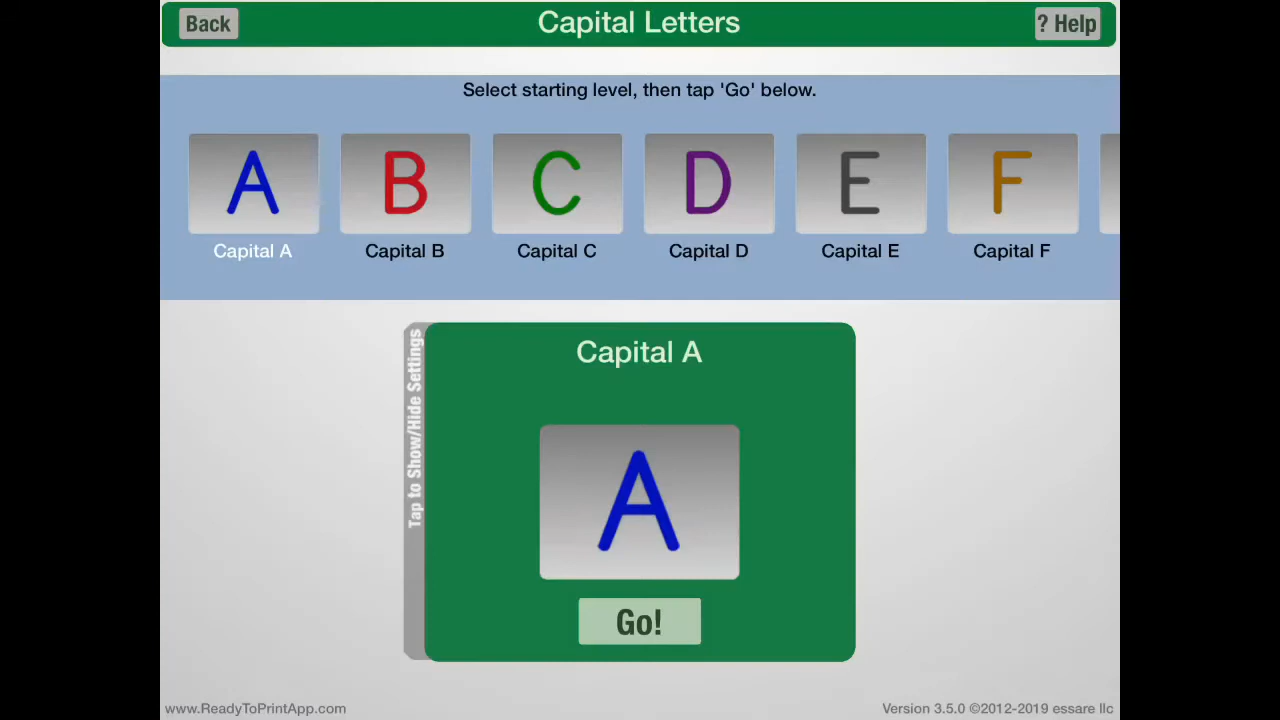 Back
Capital Letters
? Help
Select starting level, then tap 'Go' below.
A B C D E F
Capital A Capital B Capital C Capital D Capital E Capital F
Tap to Show/Hide Settings
Capital A
A
Go!
www.ReadyToPrintApp.com
Version 3.5.0 ©2012-2019 essare llc